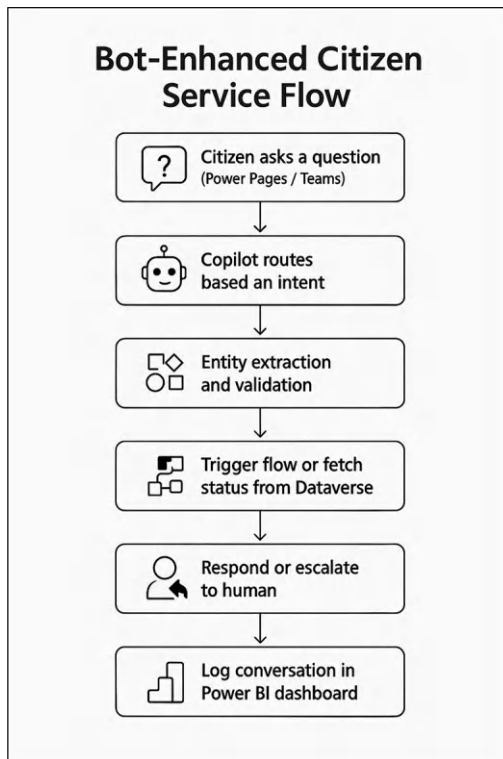 Bot-Enhanced Citizen
Service Flow
?
Citizen asks a question
(Power Pages / Teams)
Copilot routes
based an intent
Entity extraction
and validation
Trigger flow or fetch
status from Dataverse
Respond or escalate
to human
Log conversation in
Power BI dashboard